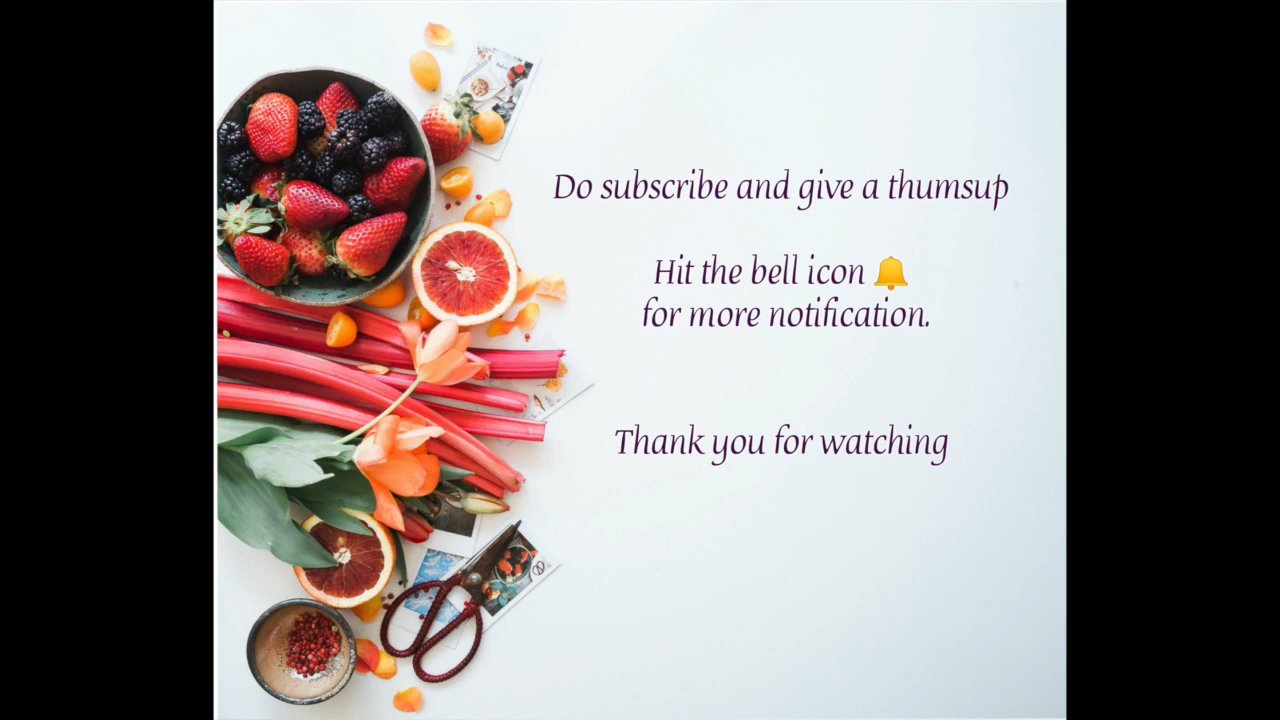 Do subscribe and give a thumsup
Hit the bell icon 🔔
for more notification.
Thank you for watching